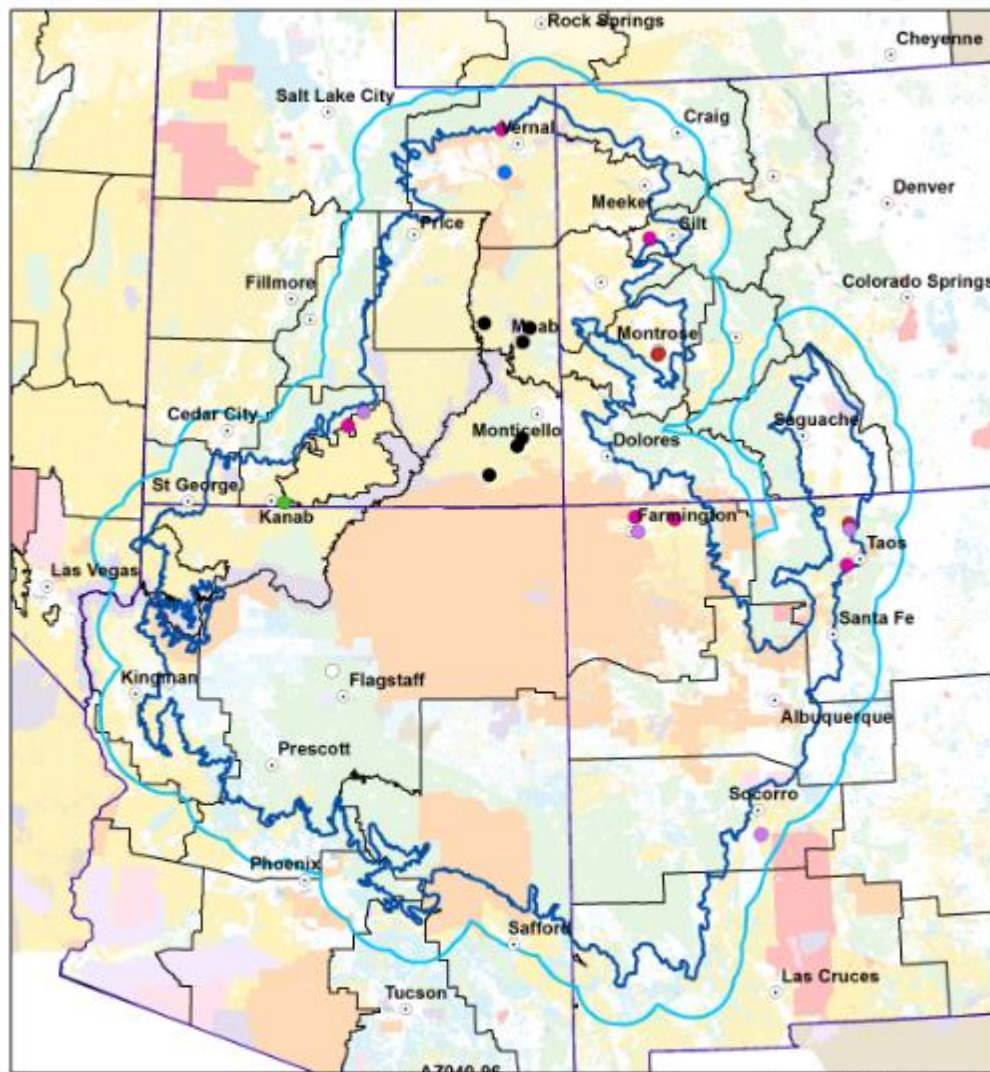 Rock Springs
Cheyenne
Salt Lake City
Craig
Vernal
Denver
Meeker
Silt
Price
Fillmore
Colorado Springs
Moab
Montrose
Cedar City
Saguache
Monticello
Dolores
St George
Kanab
Farmington
Taos
Las Vegas
Santa Fe
Kingman
Flagstaff
Albuquerque
Prescott
Socorro
Phoenix
Safford
Las Cruces
Tucson